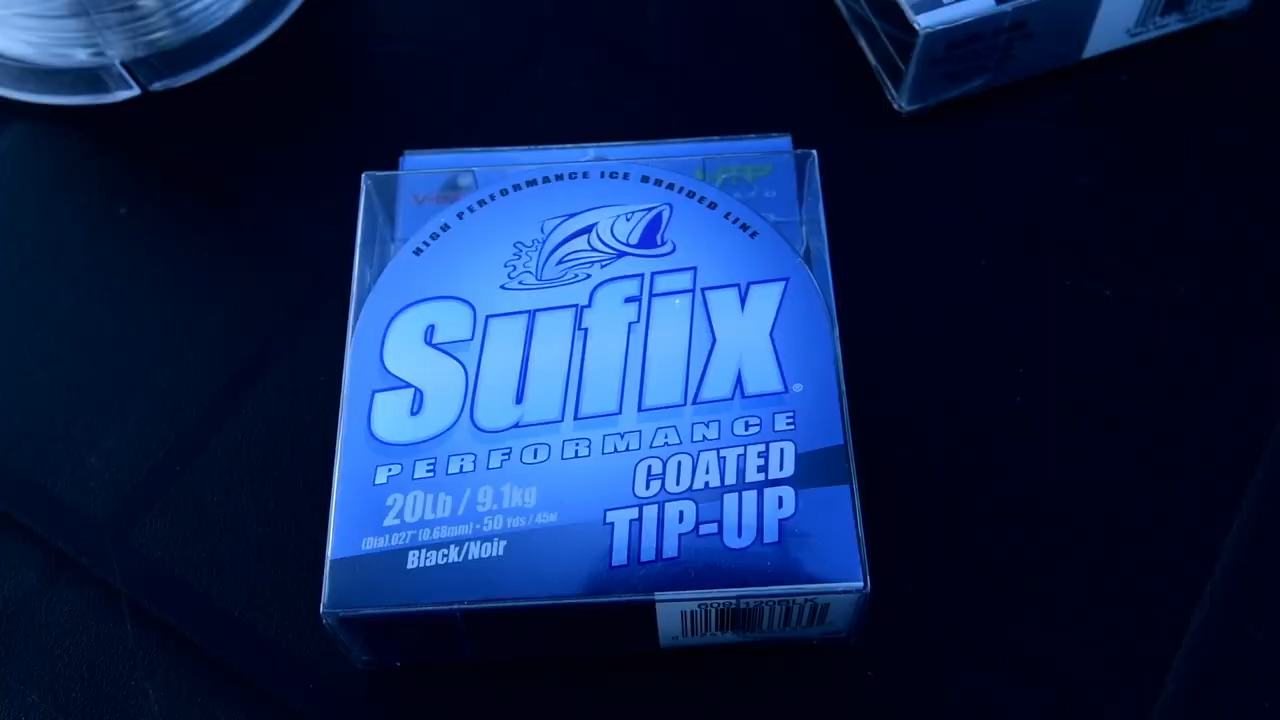 HIGH PERFORMANCE ICE BRAIDED LINE
Sufix®
PERFORMANCE
COATED
TIP-UP
20Lb / 9.1kg
(Dia).027" (0.68mm) - 50 Yds / 45M
Black/Noir